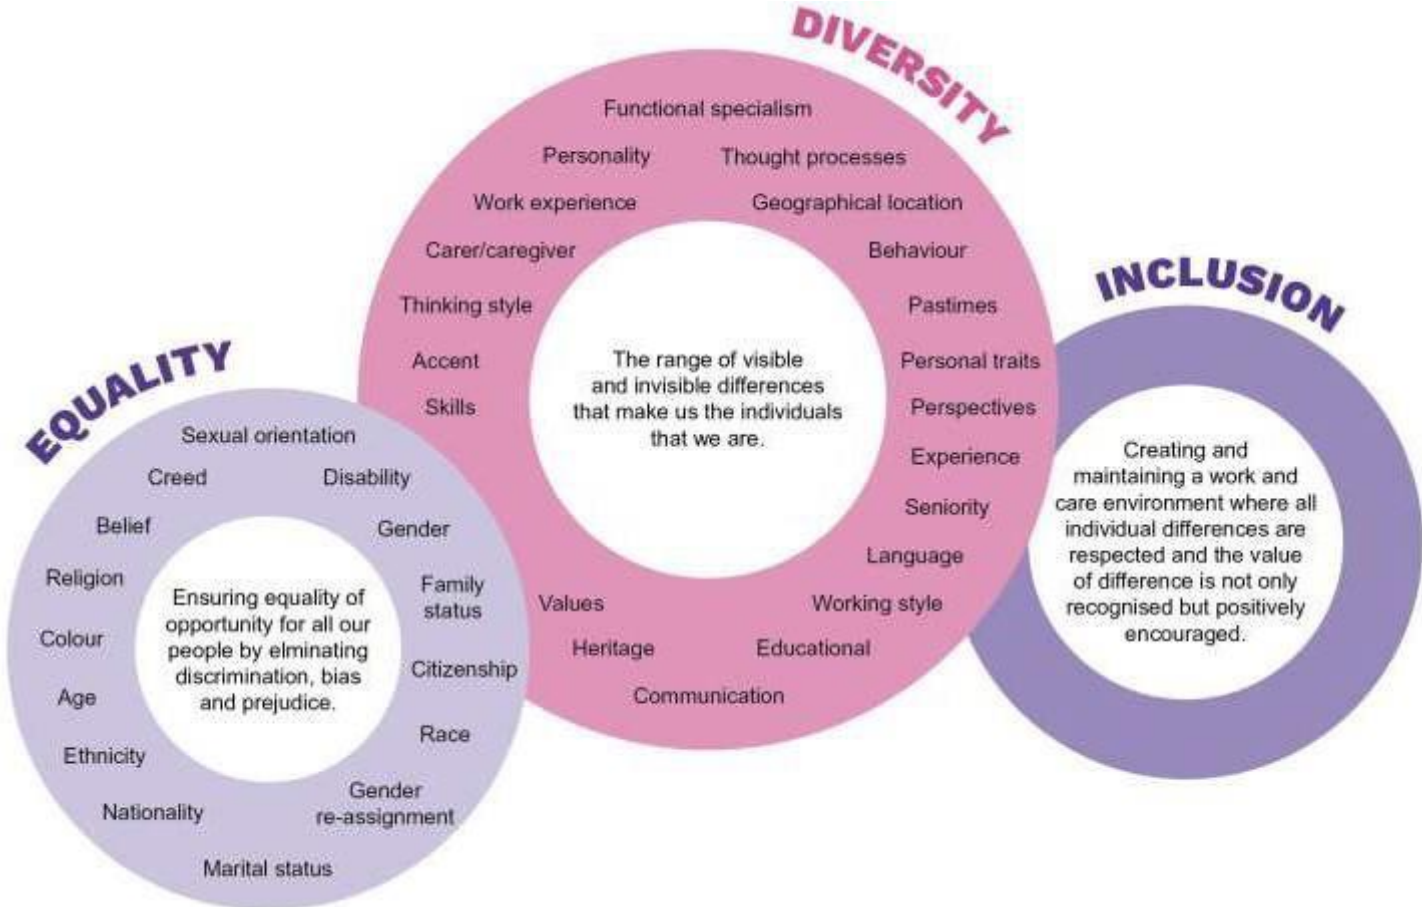 DIVERSITY
Functional specialism
Personality
Thought processes
Work experience
Geographical location
Carer/caregiver
Behaviour
Thinking style
Pastimes
Accent
Personal traits
Skills
Perspectives
Experience
Seniority
Language
Values
Working style
Heritage
Educational
Communication
The range of visible
and invisible differences
that make us the individuals
that we are.
INCLUSION
Creating and
maintaining a work and
care environment where all
individual differences are
respected and the value
of difference is not only
recognised but positively
encouraged.
EQUALITY
Sexual orientation
Creed
Disability
Belief
Gender
Religion
Family
status
Colour
Citizenship
Age
Race
Ethnicity
Gender
re-assignment
Nationality
Marital status
Ensuring equality of
opportunity for all our
people by elminating
discrimination, bias
and prejudice.